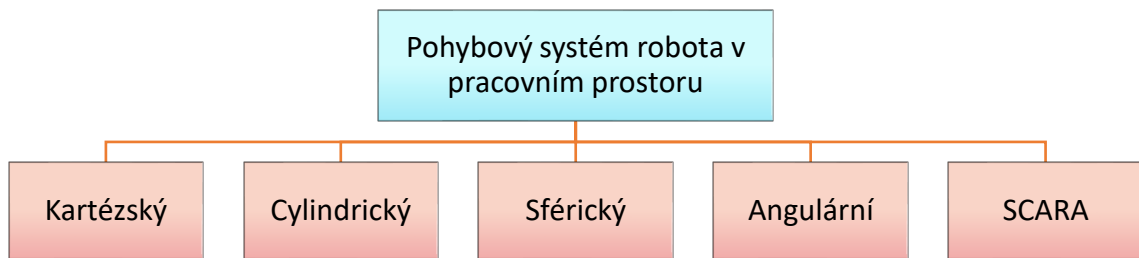 Pohybový systém robota v
pracovním prostoru
Kartézský
Cylindrický
Sférický
Angulární
SCARA